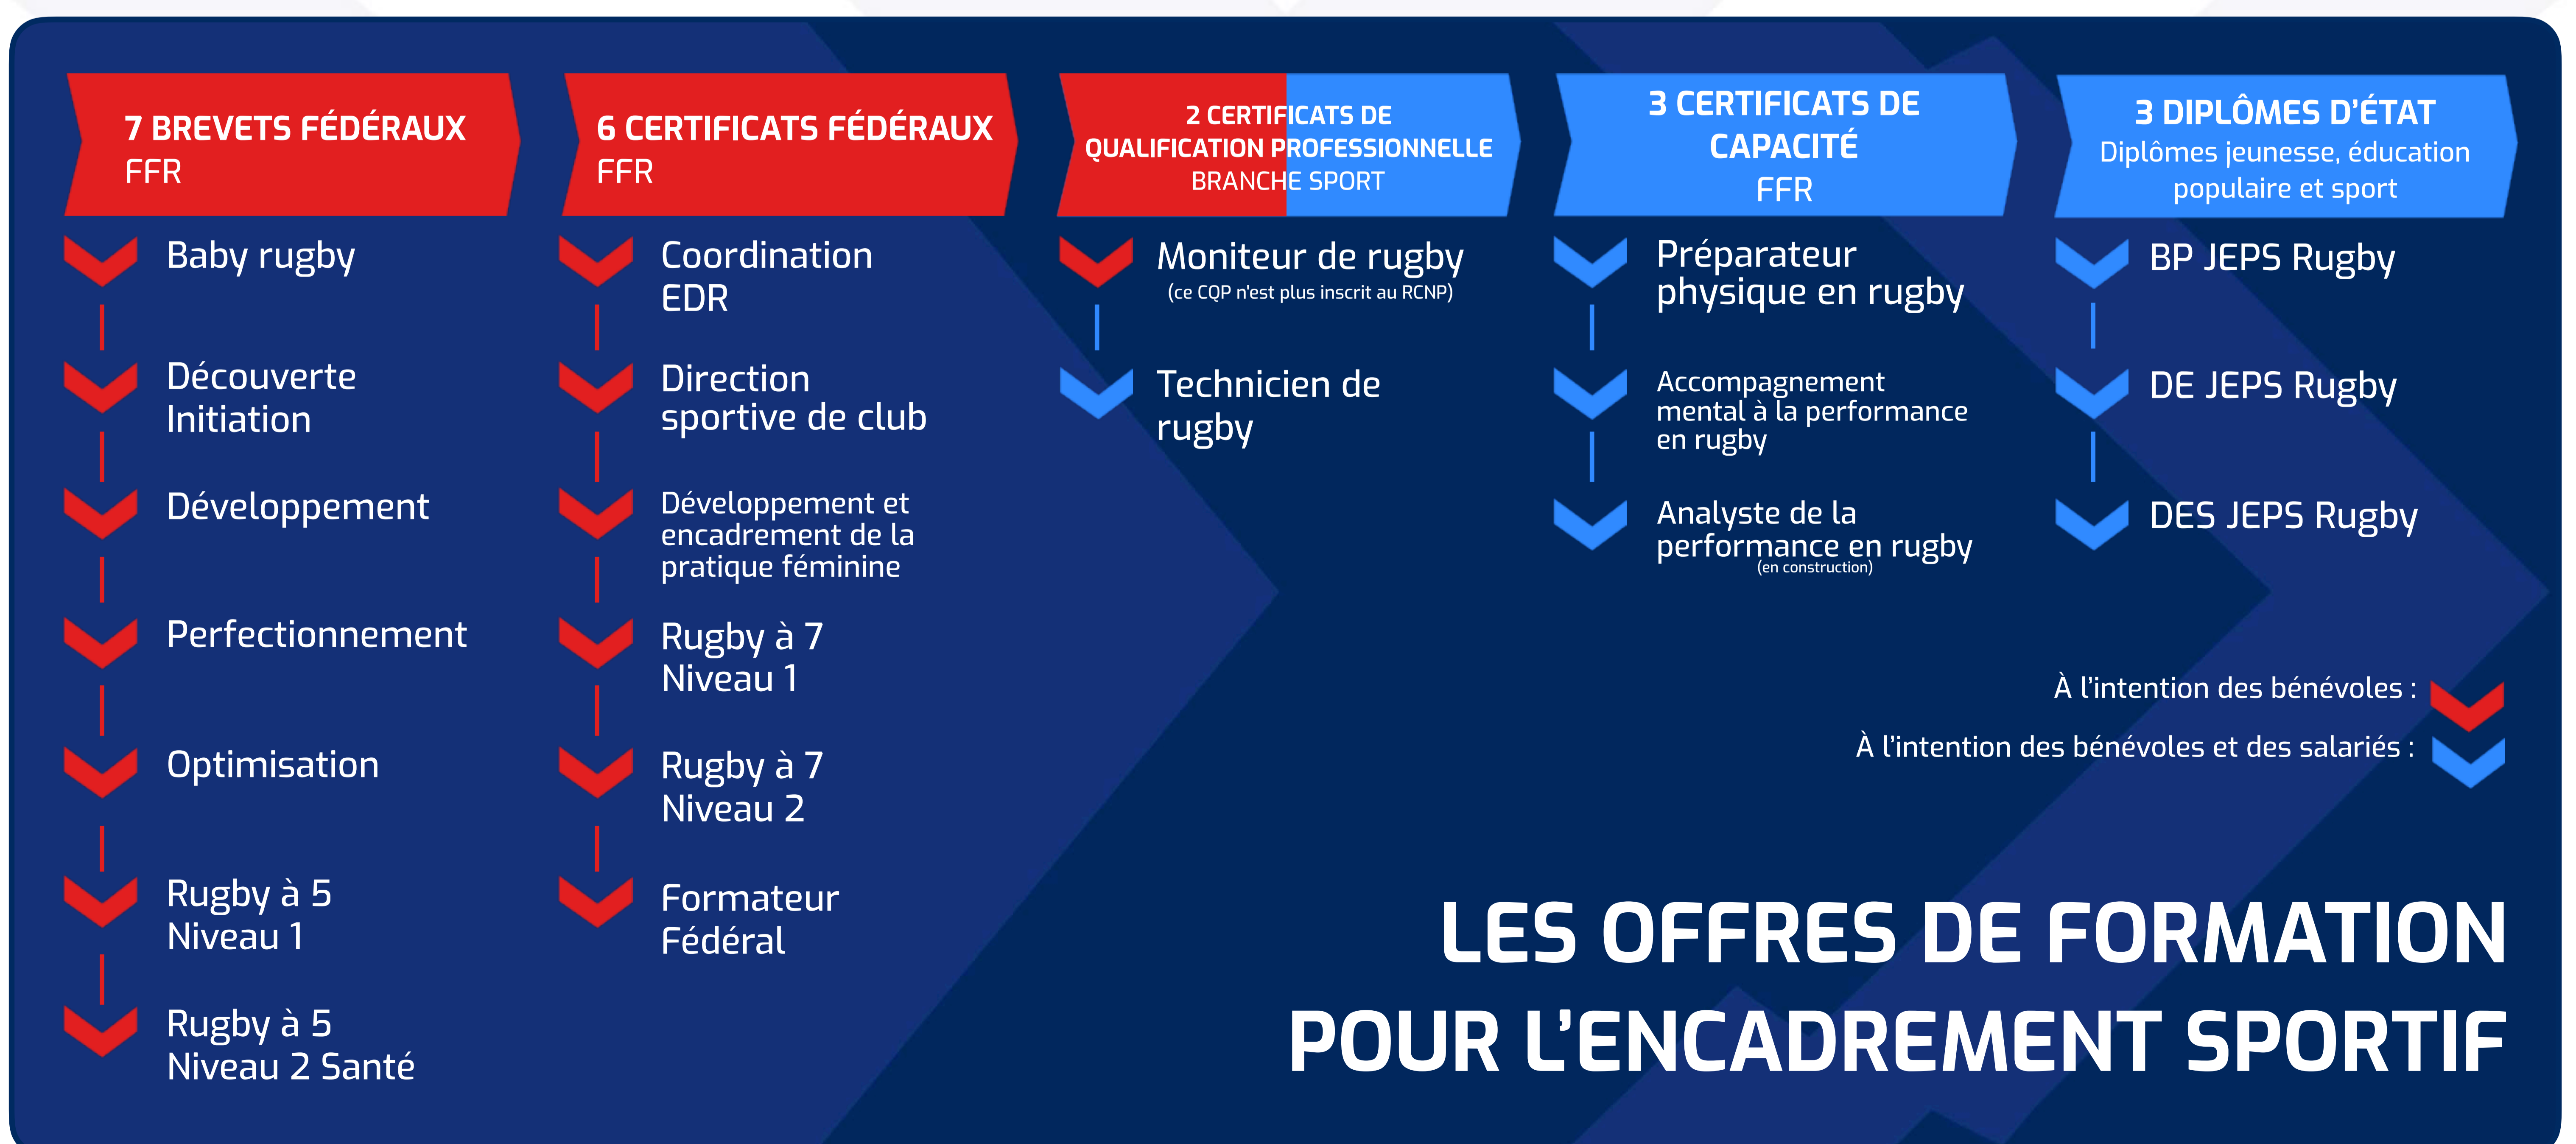 7 BREVETS FÉDÉRAUX
FFR
Baby rugby
Découverte
Initiation
Développement
Perfectionnement
Optimisation
Rugby à 5
Niveau 1
Rugby à 5
Niveau 2 Santé
6 CERTIFICATS FÉDÉRAUX
FFR
Coordination
EDR
Direction
sportive de club
Développement et
encadrement de la
pratique féminine
Rugby à 7
Niveau 1
Rugby à 7
Niveau 2
Formateur
Fédéral
2 CERTIFICATS DE
QUALIFICATION PROFESSIONNELLE
BRANCHE SPORT
Moniteur de rugby
(ce CQP n'est plus inscrit au RCNP)
Technicien de
rugby
3 CERTIFICATS DE
CAPACITÉ
FFR
Préparateur
physique en rugby
Accompagnement
mental à la performance
en rugby
Analyste de la
performance en rugby
(en construction)
3 DIPLÔMES D'ÉTAT
Diplômes jeunesse, éducation
populaire et sport
BP JEPS Rugby
DE JEPS Rugby
DES JEPS Rugby
À l'intention des bénévoles :
À l'intention des bénévoles et des salariés :
LES OFFRES DE FORMATION
POUR L'ENCADREMENT SPORTIF